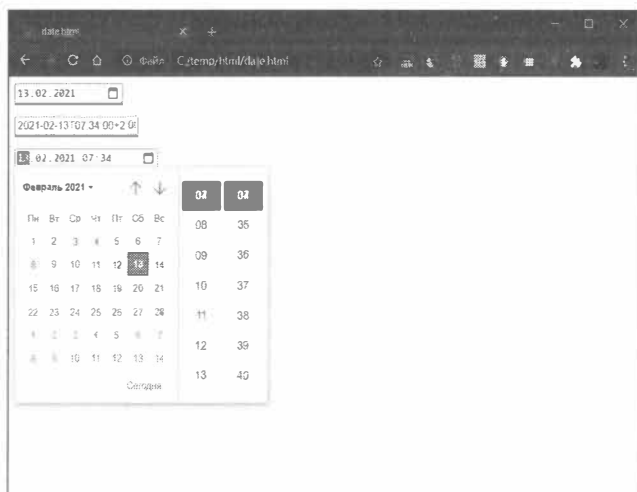 date.html
Файл C:/temp/html/date.html
13.02.2021
2021-02-13T07:34:00+2:0
13.02.2021 07:34
Февраль 2021
Пн Вт Ср Чт Пт Сб Вс
1 2 3 4 5 6 7
8 9 10 11 12 13 14
15 16 17 18 19 20 21
22 23 24 25 26 27 28
1 2 3 4 5 6 7
8 9 10 11 12 13 14
Сегодня
08 35
09 36
10 37
11 38
12 39
13 40